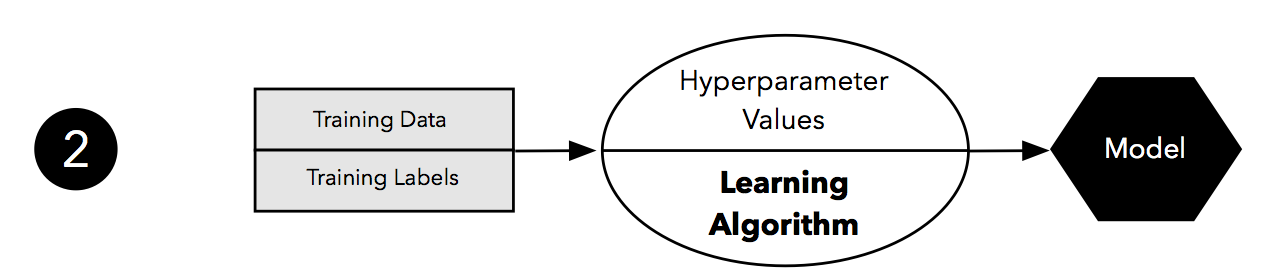 2
Training Data
Training Labels
Hyperparameter
Values
Learning
Algorithm
Model